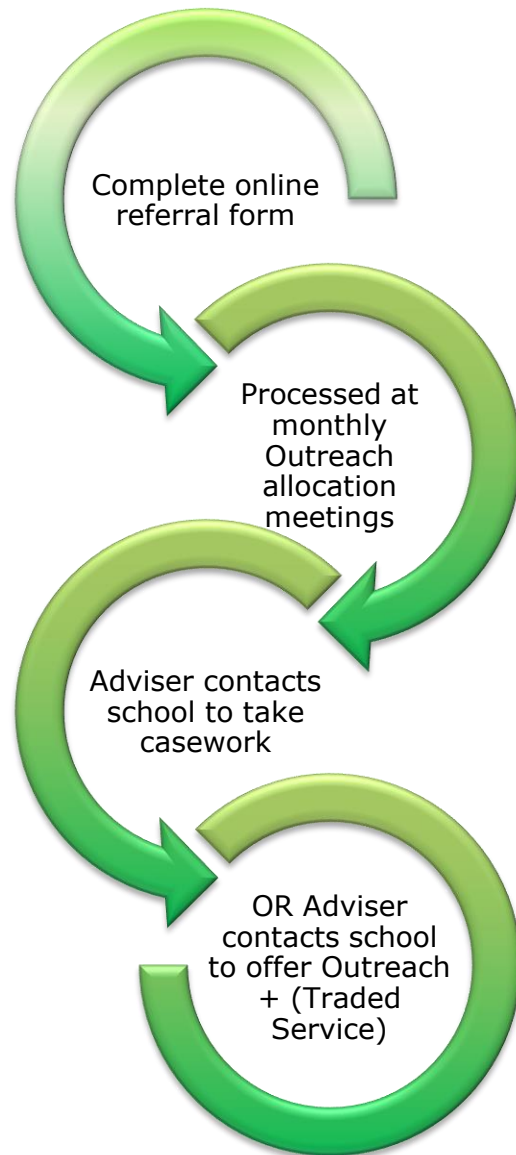 Complete online
referral form
Processed at
monthly
Outreach
allocation
meetings
Adviser contacts
school to take
casework
OR Adviser
contacts school
to offer Outreach
+ (Traded
Service)